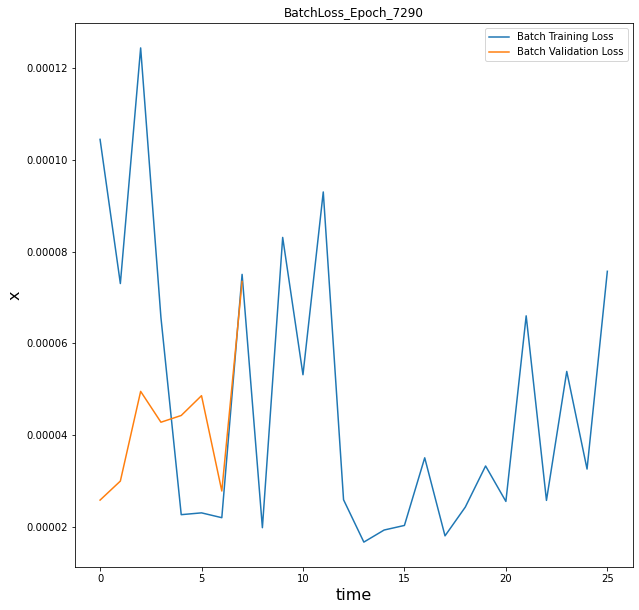 BatchLoss_Epoch_7290
Batch Training Loss
Batch Validation Loss
0.00012
0.00010
0.00008
0.00006
0.00004
0.00002
x
0 5 10 15 20 25
time